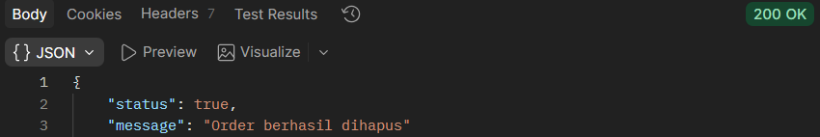 Body Cookies Headers 7 Test Results 200 OK
{} JSON Preview Visualize
1 {
2 "status": true,
3 "message": "Order berhasil dihapus"